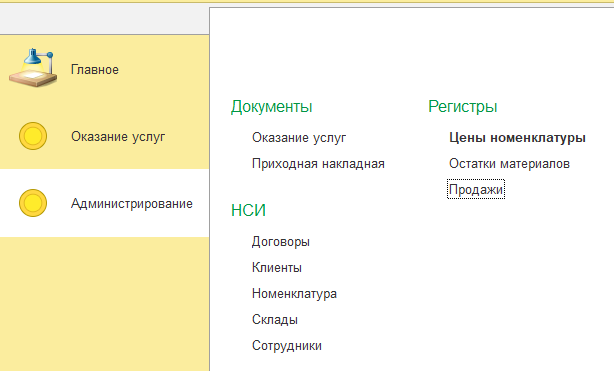 Главное
Оказание услуг
Администрирование
Документы
Оказание услуг
Приходная накладная
НСИ
Договоры
Клиенты
Номенклатура
Склады
Сотрудники
Регистры
Цены номенклатуры
Остатки материалов
Продажи